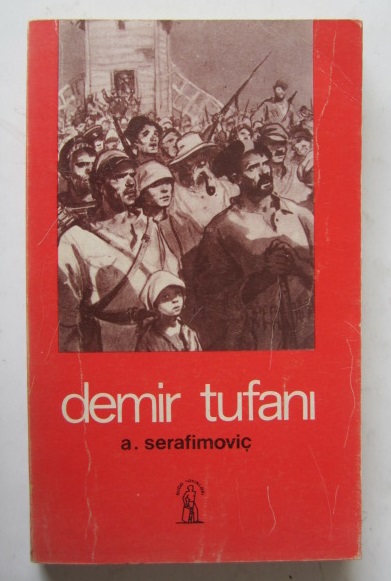 demir tufanı
a. serafimoviç